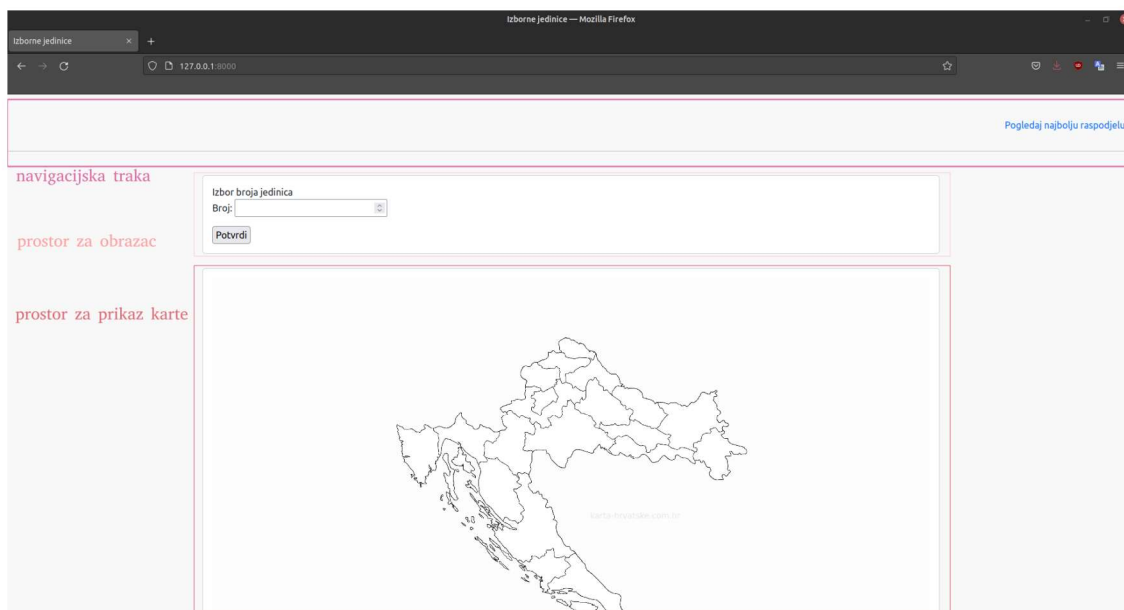 Izborne jedinice — Mozilla Firefox
Izborne jedinice
127.0.0.1:8000
Pogledaj najbolju raspodjelu
navigacijska traka
Izbor broja jedinica
Broj:
Potvrdi
prostor za obrazac
prostor za prikaz karte
karta-hrvatske.com.hr